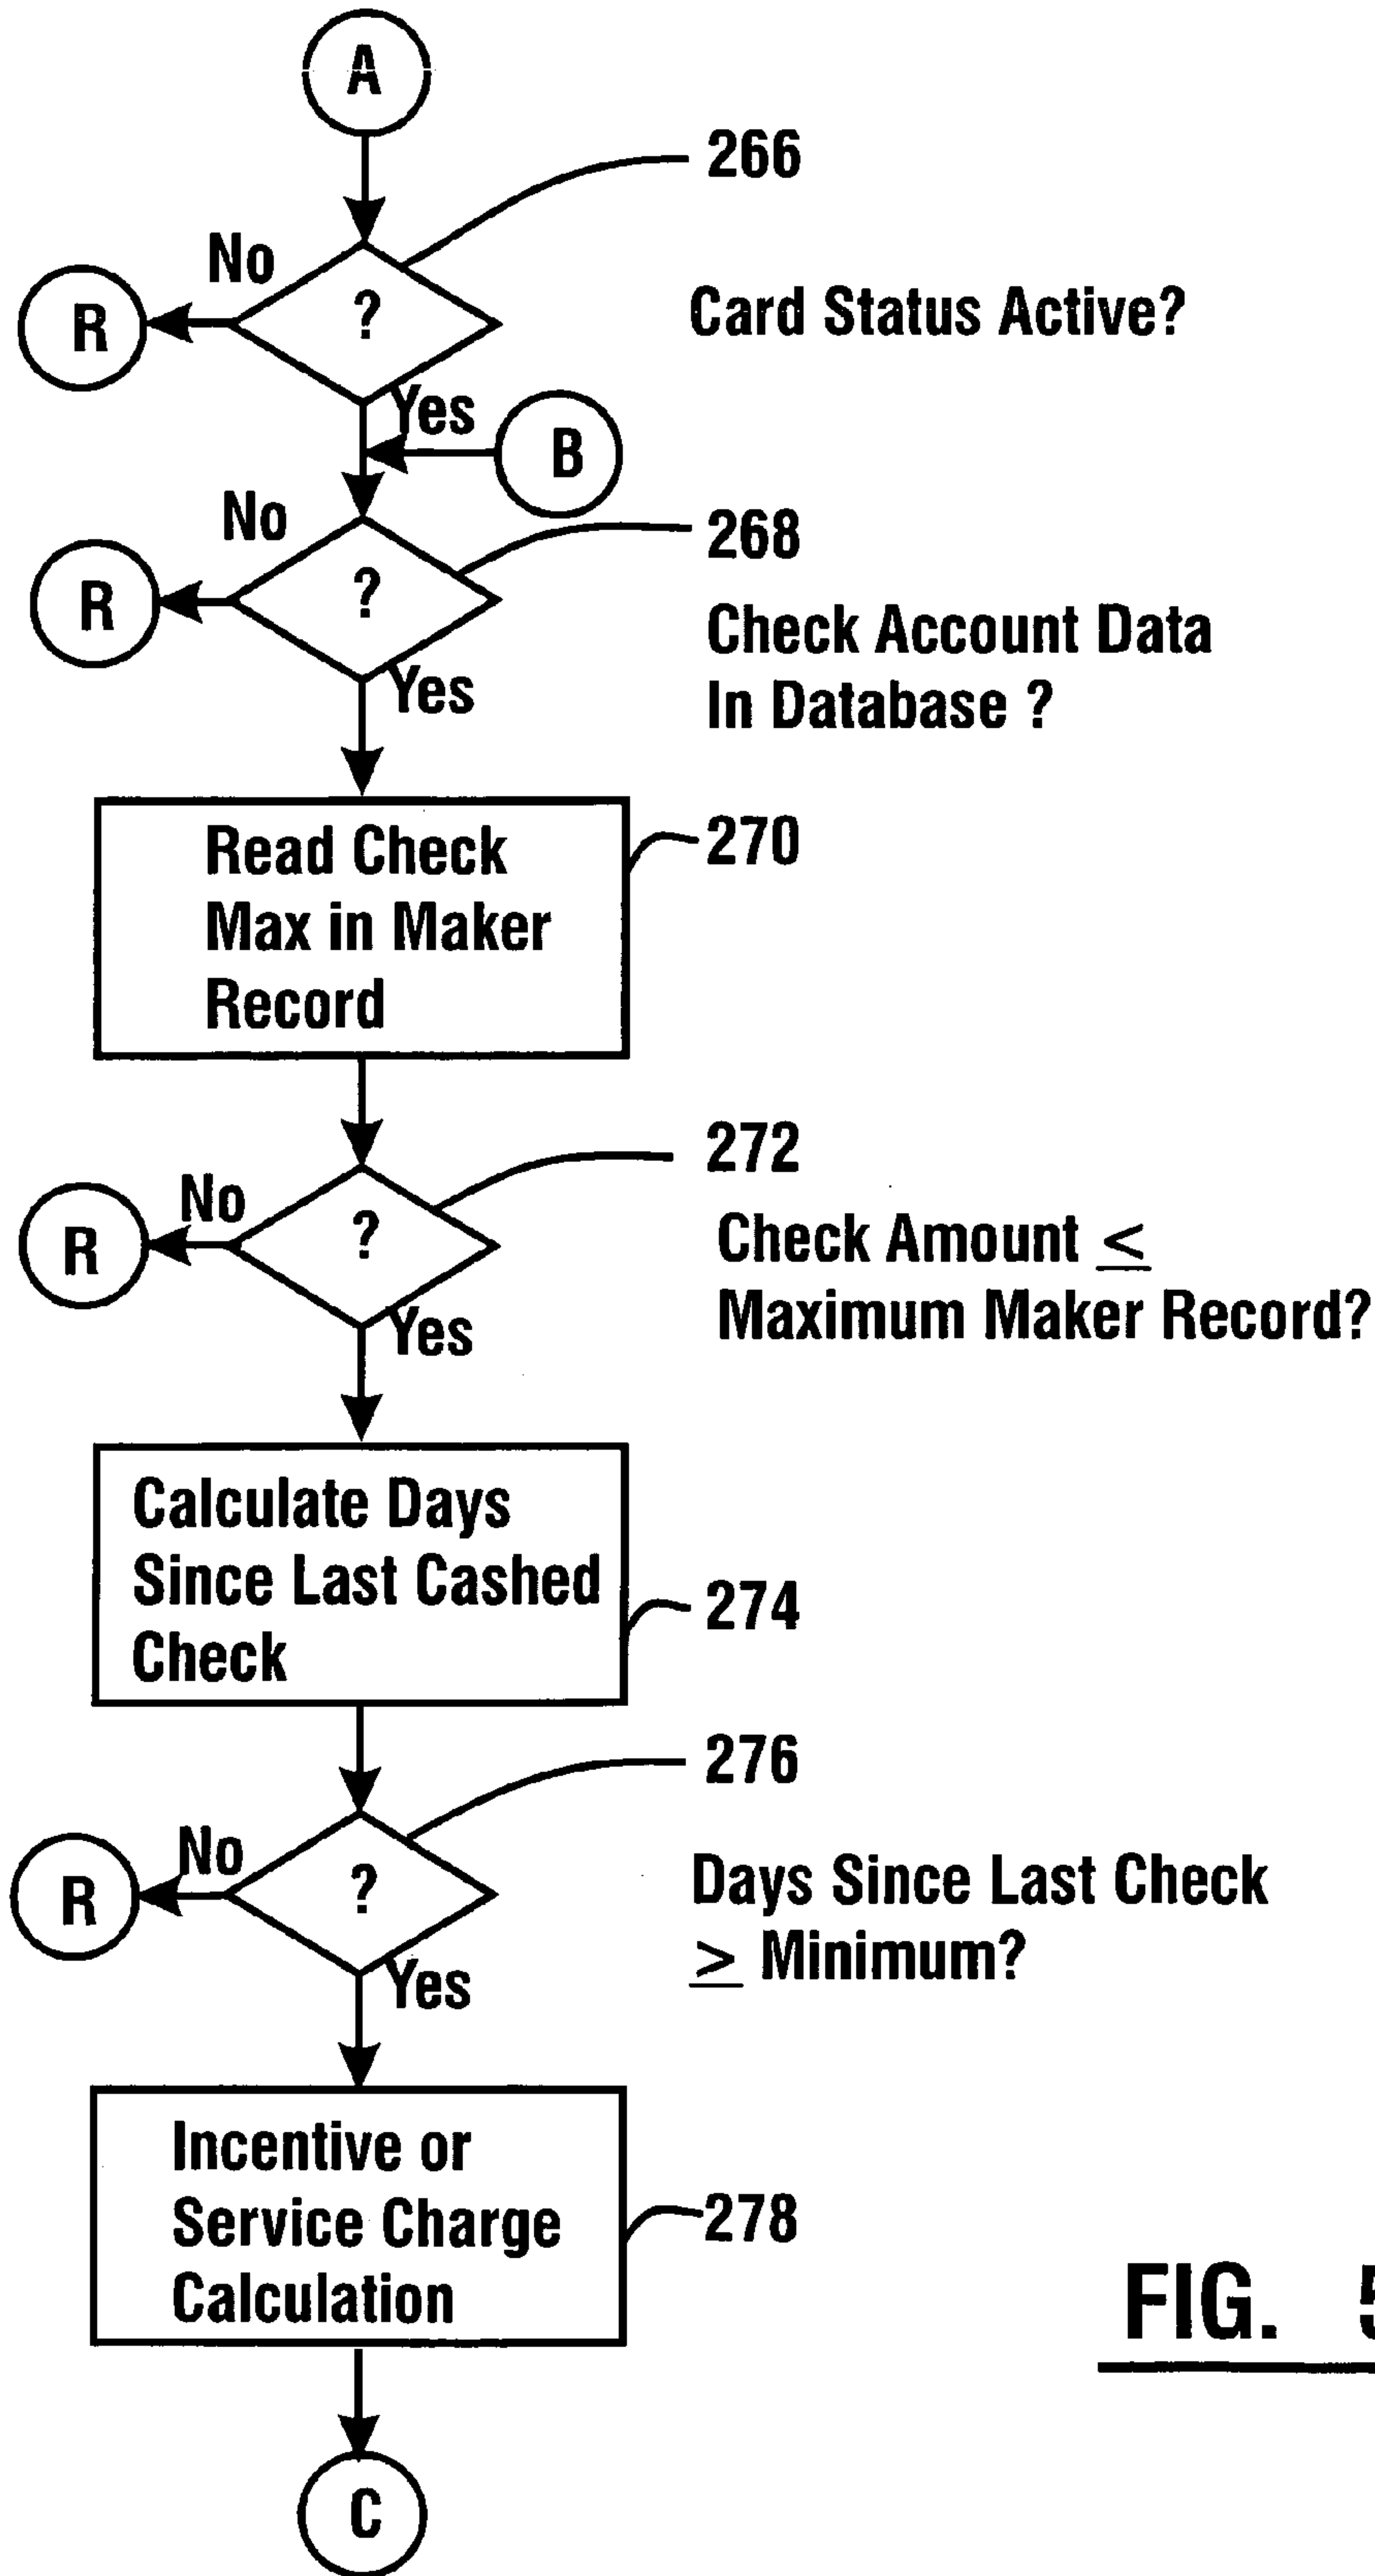 A
266
No
?
R
Card Status Active?
Yes
B
No
268
?
R
Check Account Data
In Database ?
Yes
Read Check
Max in Maker
Record
270
272
No
?
R
Check Amount ≤
Maximum Maker Record?
Yes
Calculate Days
Since Last Cashed
Check
274
276
No
?
R
Days Since Last Check
≥ Minimum?
Yes
Incentive or
Service Charge
Calculation
278
FIG. 5
C